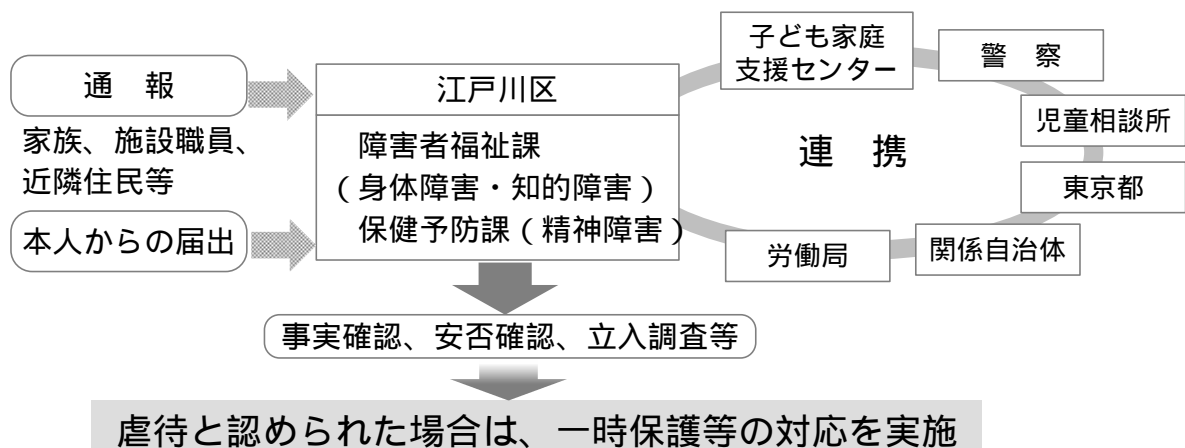 通　報
家族、施設職員、
近隣住民等
本人からの届出
江戸川区
障害者福祉課
（身体障害・知的障害）
保健予防課（精神障害）
子ども家庭
支援センター
警　察
児童相談所
東京都
関係自治体
労働局
連　携
事実確認、安否確認、立入調査等
虐待と認められた場合は、一時保護等の対応を実施